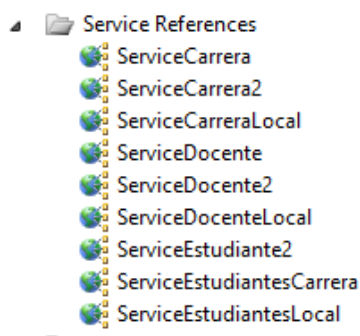 Service References
ServiceCarrera
ServiceCarrera2
ServiceCarreraLocal
ServiceDocente
ServiceDocente2
ServiceDocenteLocal
ServiceEstudiante2
ServiceEstudiantesCarrera
ServiceEstudiantesLocal